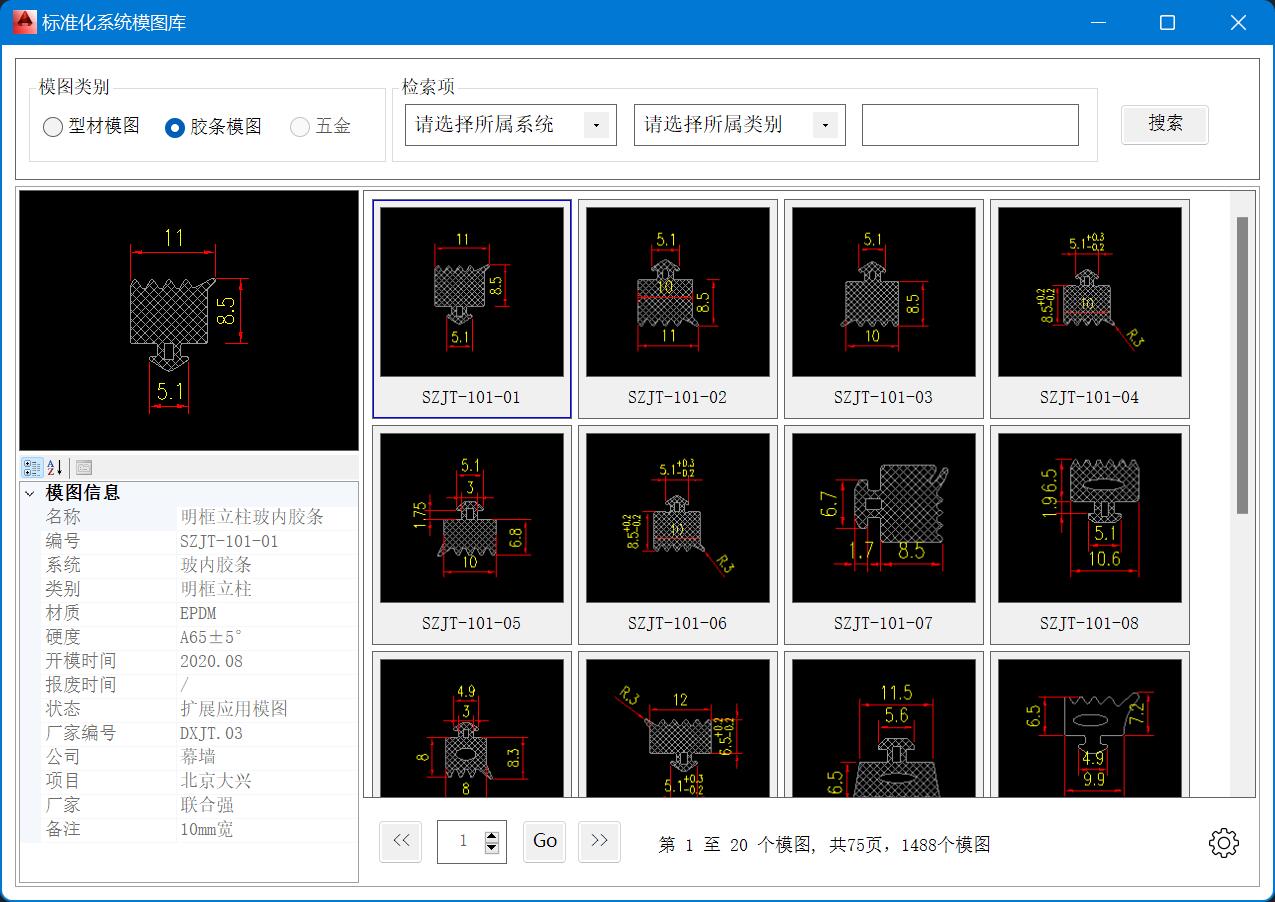 标准化系统模图库
模图类别
型材模图 胶条模图 五金
检索项
请选择所属系统 请选择所属类别
搜索
11
8.5
5.1
模图信息
名称 明框立柱玻内胶条
编号 SZJT-101-01
系统 玻内胶条
类别 明框立柱
材质 EPDM
硬度 A65±5°
开模时间 2020.08
报废时间 /
状态 扩展应用模图
厂家编号 DXJT.03
公司 幕墙
项目 北京大兴
厂家 联合强
备注 10mm宽
11
8.5
5.1
SZJT-101-01
5.1
10
8.5
11
SZJT-101-02
5.1
8.5
10
SZJT-101-03
5.1+0.3-0.2
8.5+0.2-0.2
10
R.3
SZJT-101-04
5.1
3
1.75
6.8
10
SZJT-101-05
5.1+0.3-0.2
8.5+0.2-0.2
10
R.3
SZJT-101-06
6.7
1.7
8.5
SZJT-101-07
6.5
1.9
5.1
10.6
SZJT-101-08
4.9
3
8
8.3
8
R.3
12
6.5+0.2-0.2
5.1+0.3-0.2
11.5
5.6
6.5
6.5
7.2
4.9
9.9
<< 1 Go >> 第 1 至 20 个模图, 共75页，1488个模图